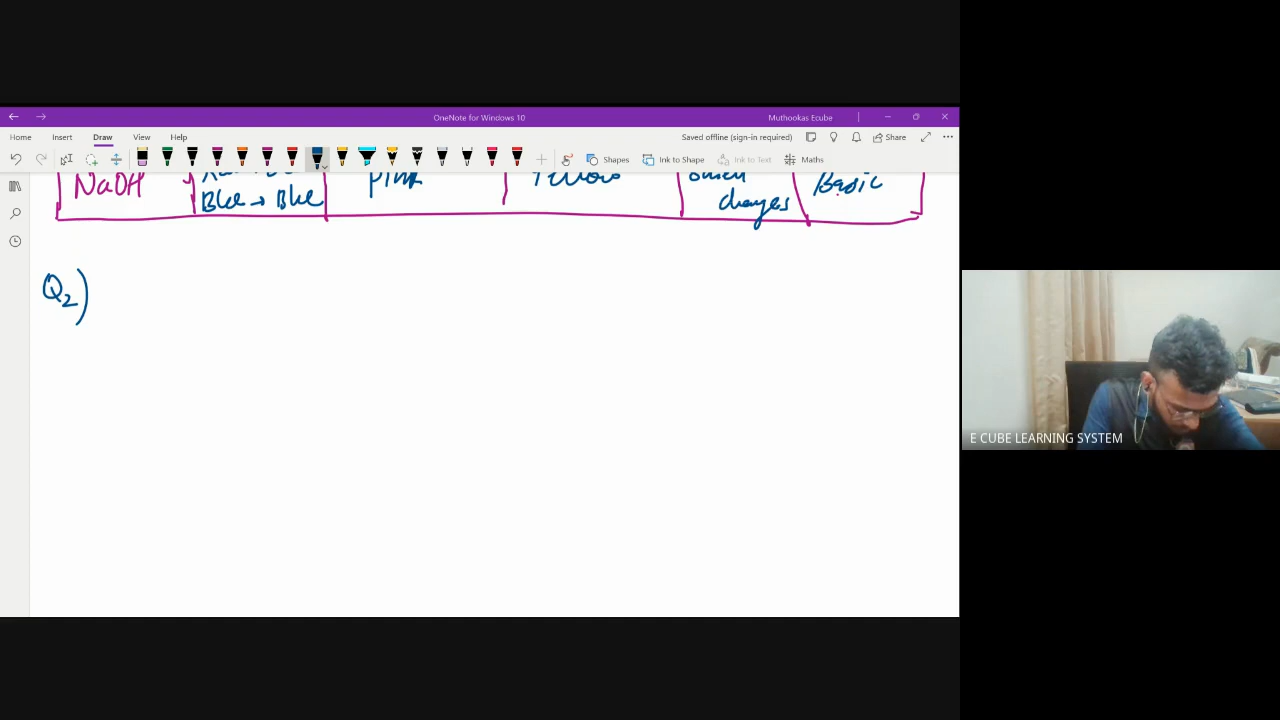 OneNote for Windows 10
Muthookas Ecube
Home Insert Draw View Help
Saved offline (sign-in required)
Share
Shapes
Ink to Shape
Ink to Text
Maths
NaOH
Pink
Yellow
Basic
Blue → Blue
changes
Q2)
E CUBE LEARNING SYSTEM